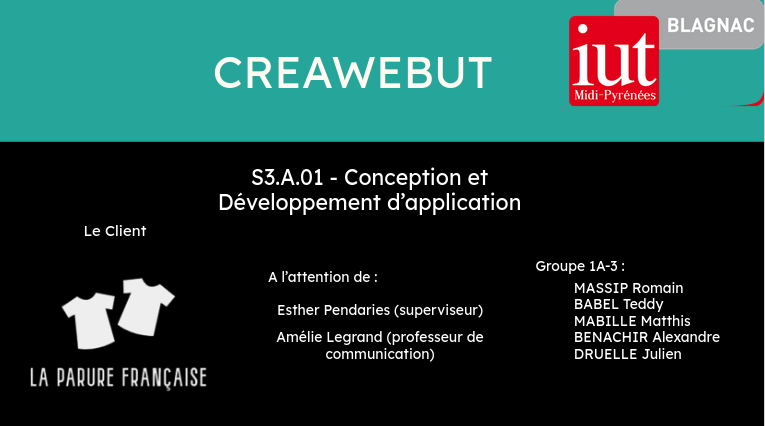 CREAWEBUT
BLAGNAC
iut
Midi-Pyrénées
S3.A.01 - Conception et
Développement d’application
Le Client
LA PARURE FRANÇAISE
A l’attention de :
Esther Pendaries (superviseur)
Amélie Legrand (professeur de
communication)
Groupe 1A-3 :
MASSIP Romain
BABEL Teddy
MABILLE Matthis
BENACHIR Alexandre
DRUELLE Julien